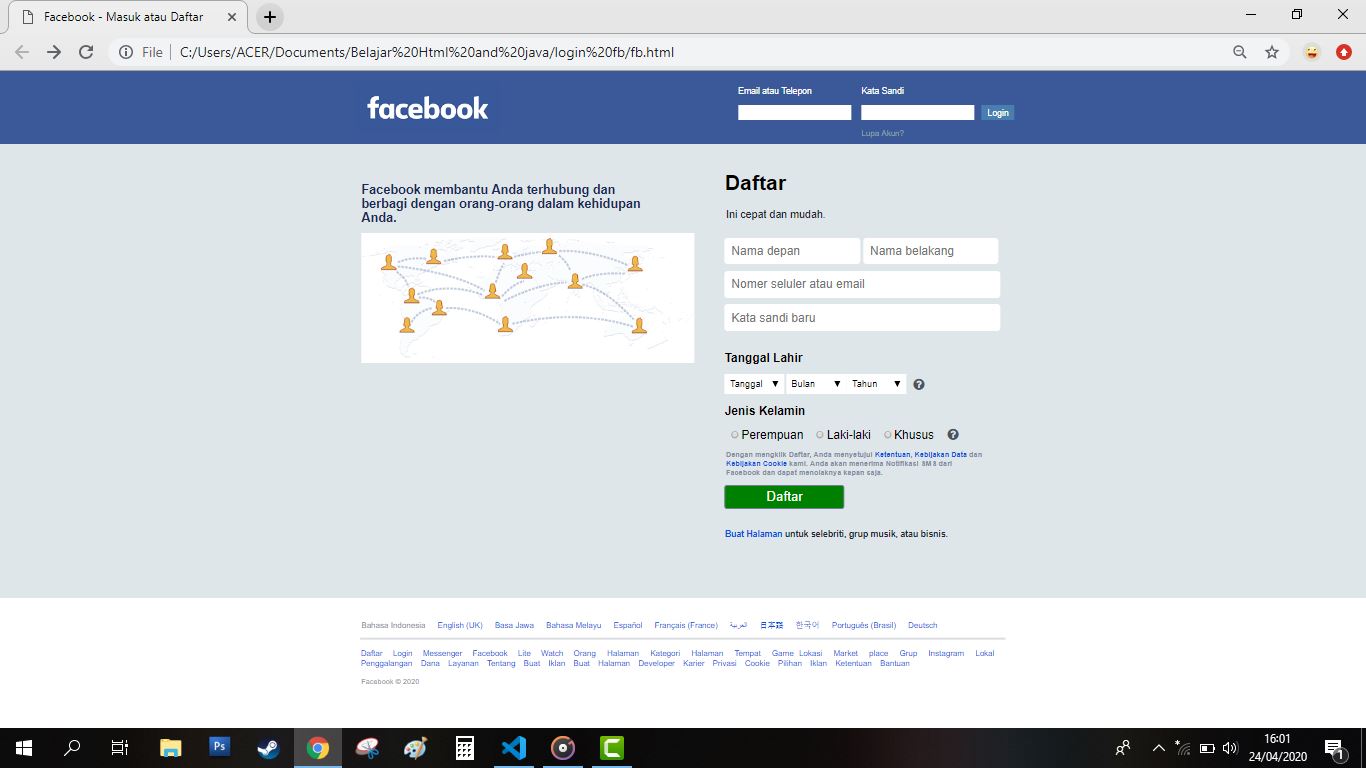 Facebook - Masuk atau Daftar
File
C:/Users/ACER/Documents/Belajar%20Html%20and%20java/login%20fb/fb.html
facebook
Email atau Telepon Kata Sandi
Login
Lupa Akun?
Facebook membantu Anda terhubung dan
berbagi dengan orang-orang dalam kehidupan
Anda.
Daftar
Ini cepat dan mudah.
Nama depan Nama belakang
Nomer seluler atau email
Kata sandi baru
Tanggal Lahir
Tanggal Bulan Tahun
Jenis Kelamin
Perempuan Laki-laki Khusus
Dengan mengklik Daftar, Anda menyetujui Ketentuan, Kebijakan Data dan
Kebijakan Cookie kami. Anda akan menerima Notifikasi SMS dari
Facebook dan dapat menolaknya kapan saja.
Daftar
Buat Halaman untuk selebriti, grup musik, atau bisnis.
Bahasa Indonesia English (UK) Basa Jawa Bahasa Melayu Español Français (France) العربية 日本語 한국어 Português (Brasil) Deutsch
Daftar Login Messenger Facebook Lite Watch Orang Halaman Kategori Halaman Tempat Game Lokasi Market place Grup Instagram Lokal
Penggalangan Dana Layanan Tentang Buat Iklan Buat Halaman Developer Karier Privasi Cookie Pilihan Iklan Ketentuan Bantuan
Facebook © 2020
Ps
16:01
24/04/2020
1